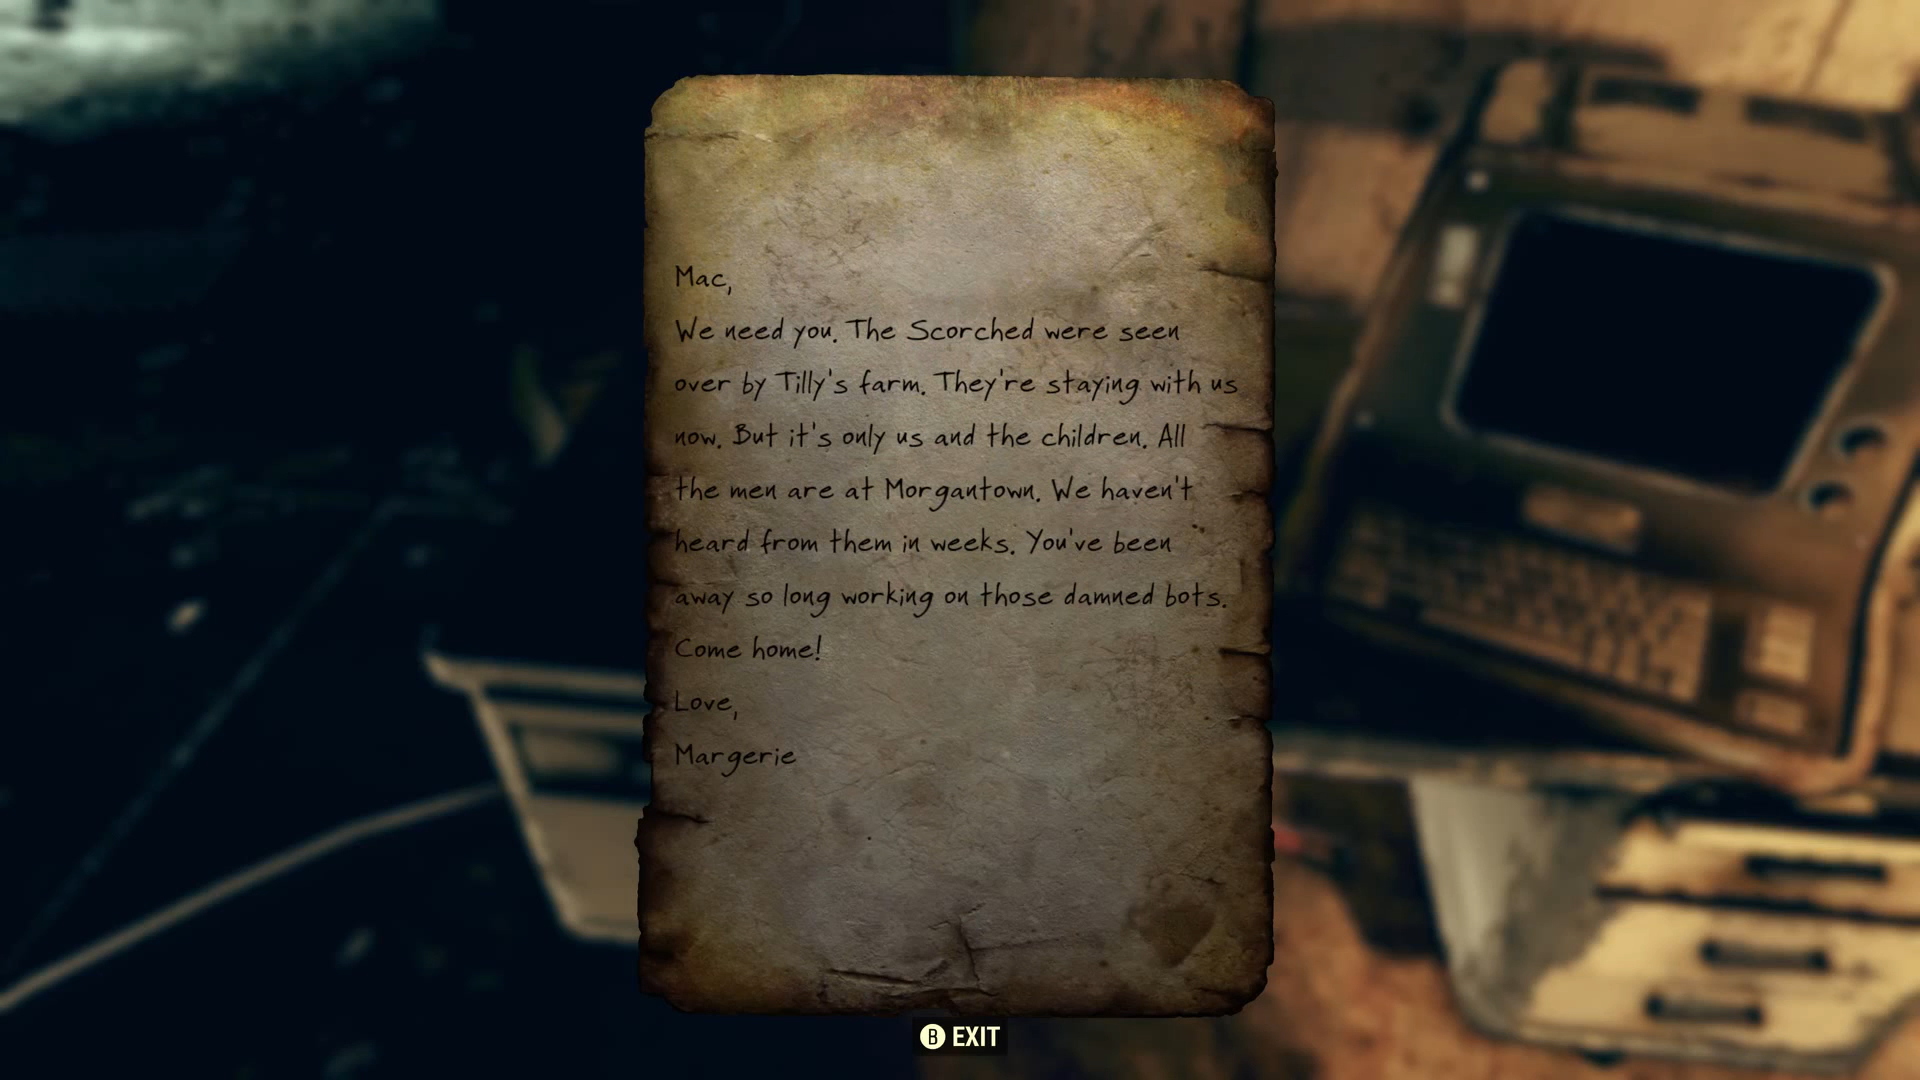 Mac,
We need you. The Scorched were seen
over by Tilly's farm. They're staying with us
now. But it's only us and the children. All
the men are at Morgantown. We haven't
heard from them in weeks. You've been
away so long working on those damned bots.
Come home!
Love,
Margerie
B EXIT